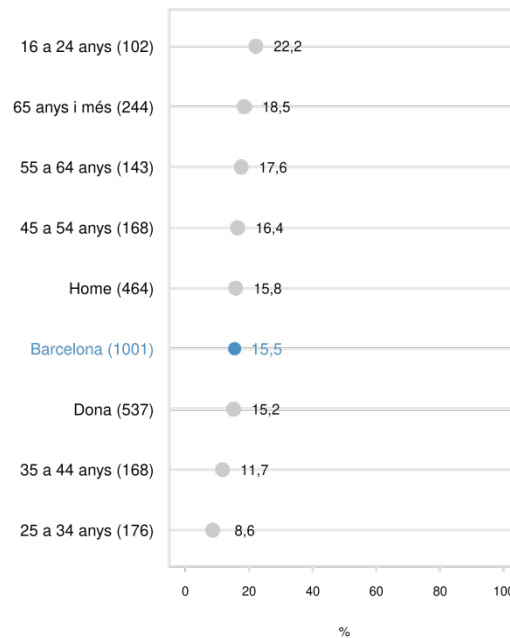 16 a 24 anys (102) 22,2
65 anys i més (244) 18,5
55 a 64 anys (143) 17,6
45 a 54 anys (168) 16,4
Home (464) 15,8
Barcelona (1001) 15,5
Dona (537) 15,2
35 a 44 anys (168) 11,7
25 a 34 anys (176) 8,6
0 20 40 60 80 100
%